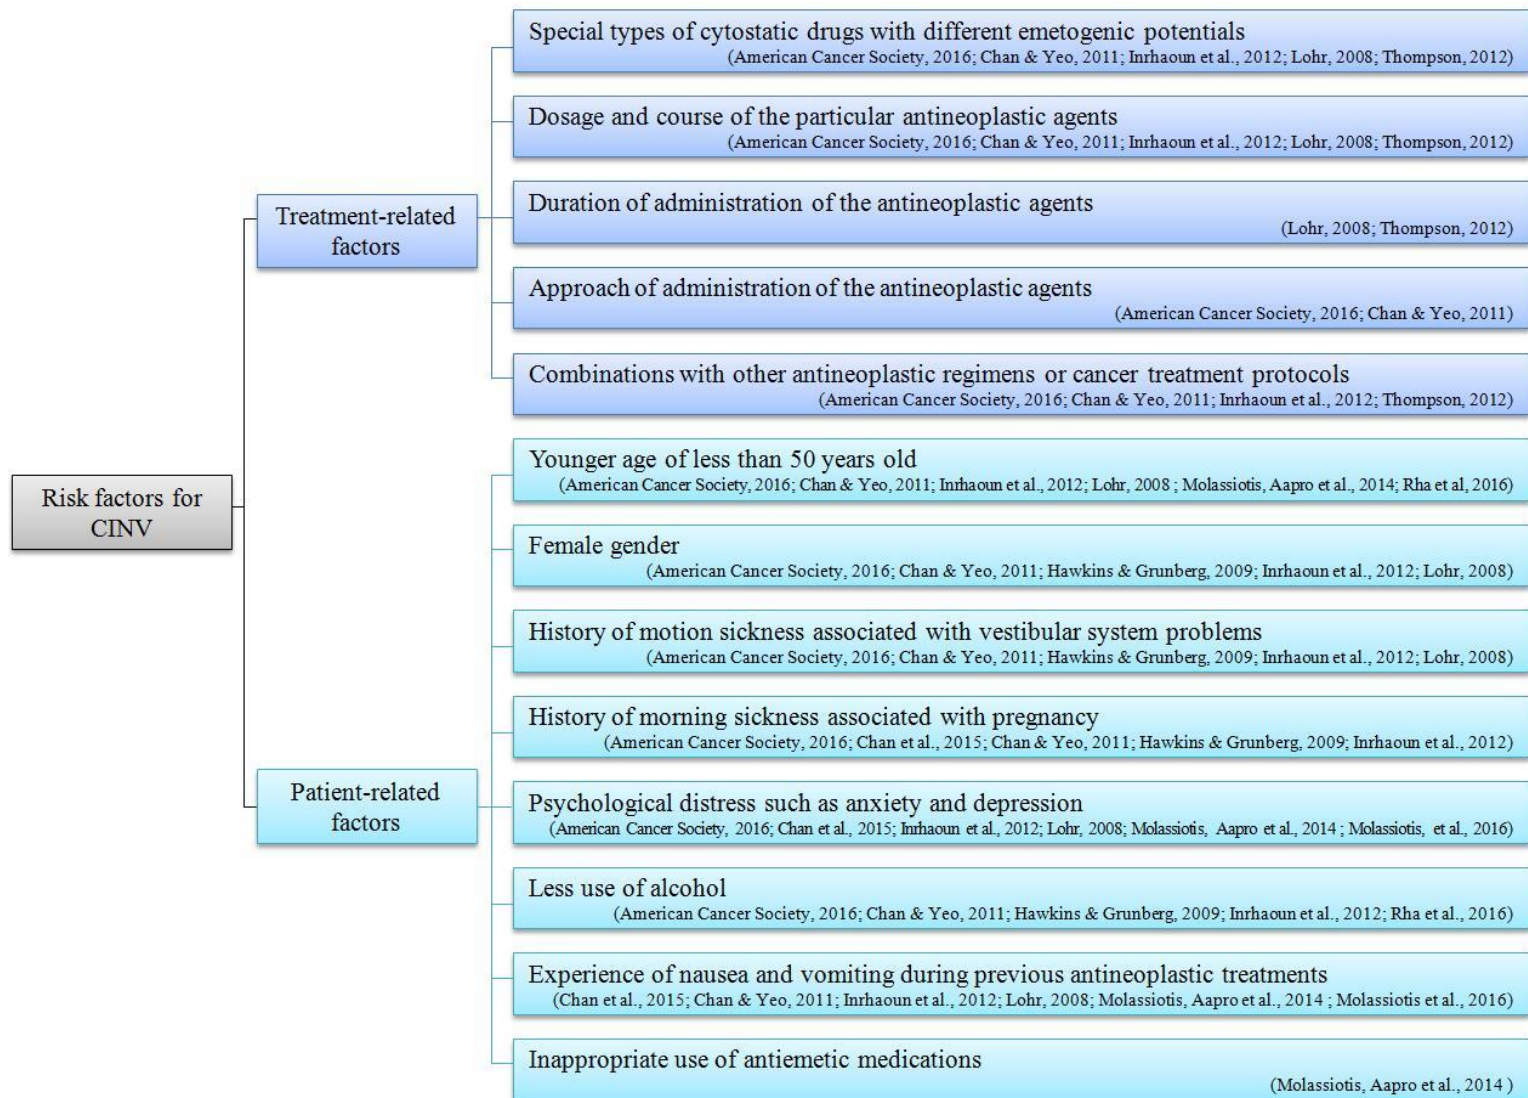 Special types of cytostatic drugs with different emetogenic potentials
(American Cancer Society, 2016; Chan & Yeo, 2011; Inrhaoun et al., 2012; Lohr, 2008; Thompson, 2012)
Dosage and course of the particular antineoplastic agents
(American Cancer Society, 2016; Chan & Yeo, 2011; Inrhaoun et al., 2012; Lohr, 2008; Thompson, 2012)
Treatment-related
factors
Duration of administration of the antineoplastic agents
(Lohr, 2008; Thompson, 2012)
Approach of administration of the antineoplastic agents
(American Cancer Society, 2016; Chan & Yeo, 2011)
Combinations with other antineoplastic regimens or cancer treatment protocols
(American Cancer Society, 2016; Chan & Yeo, 2011; Inrhaoun et al., 2012; Thompson, 2012)
Risk factors for
CINV
Younger age of less than 50 years old
(American Cancer Society, 2016; Chan & Yeo, 2011; Inrhaoun et al., 2012; Lohr, 2008 ; Molassiotis, Aapro et al., 2014; Rha et al, 2016)
Female gender
(American Cancer Society, 2016; Chan & Yeo, 2011; Hawkins & Grunberg, 2009; Inrhaoun et al., 2012; Lohr, 2008)
History of motion sickness associated with vestibular system problems
(American Cancer Society, 2016; Chan & Yeo, 2011; Hawkins & Grunberg, 2009; Inrhaoun et al., 2012; Lohr, 2008)
History of morning sickness associated with pregnancy
(American Cancer Society, 2016; Chan et al., 2015; Chan & Yeo, 2011; Hawkins & Grunberg, 2009; Inrhaoun et al., 2012)
Patient-related
factors
Psychological distress such as anxiety and depression
(American Cancer Society, 2016; Chan et al., 2015; Inrhaoun et al., 2012; Lohr, 2008; Molassiotis, Aapro et al., 2014 ; Molassiotis, et al., 2016)
Less use of alcohol
(American Cancer Society, 2016; Chan & Yeo, 2011; Hawkins & Grunberg, 2009; Inrhaoun et al., 2012; Rha et al., 2016)
Experience of nausea and vomiting during previous antineoplastic treatments
(Chan et al., 2015; Chan & Yeo, 2011; Inrhaoun et al., 2012; Lohr, 2008; Molassiotis, Aapro et al., 2014 ; Molassiotis et al., 2016)
Inappropriate use of antiemetic medications
(Molassiotis, Aapro et al., 2014 )